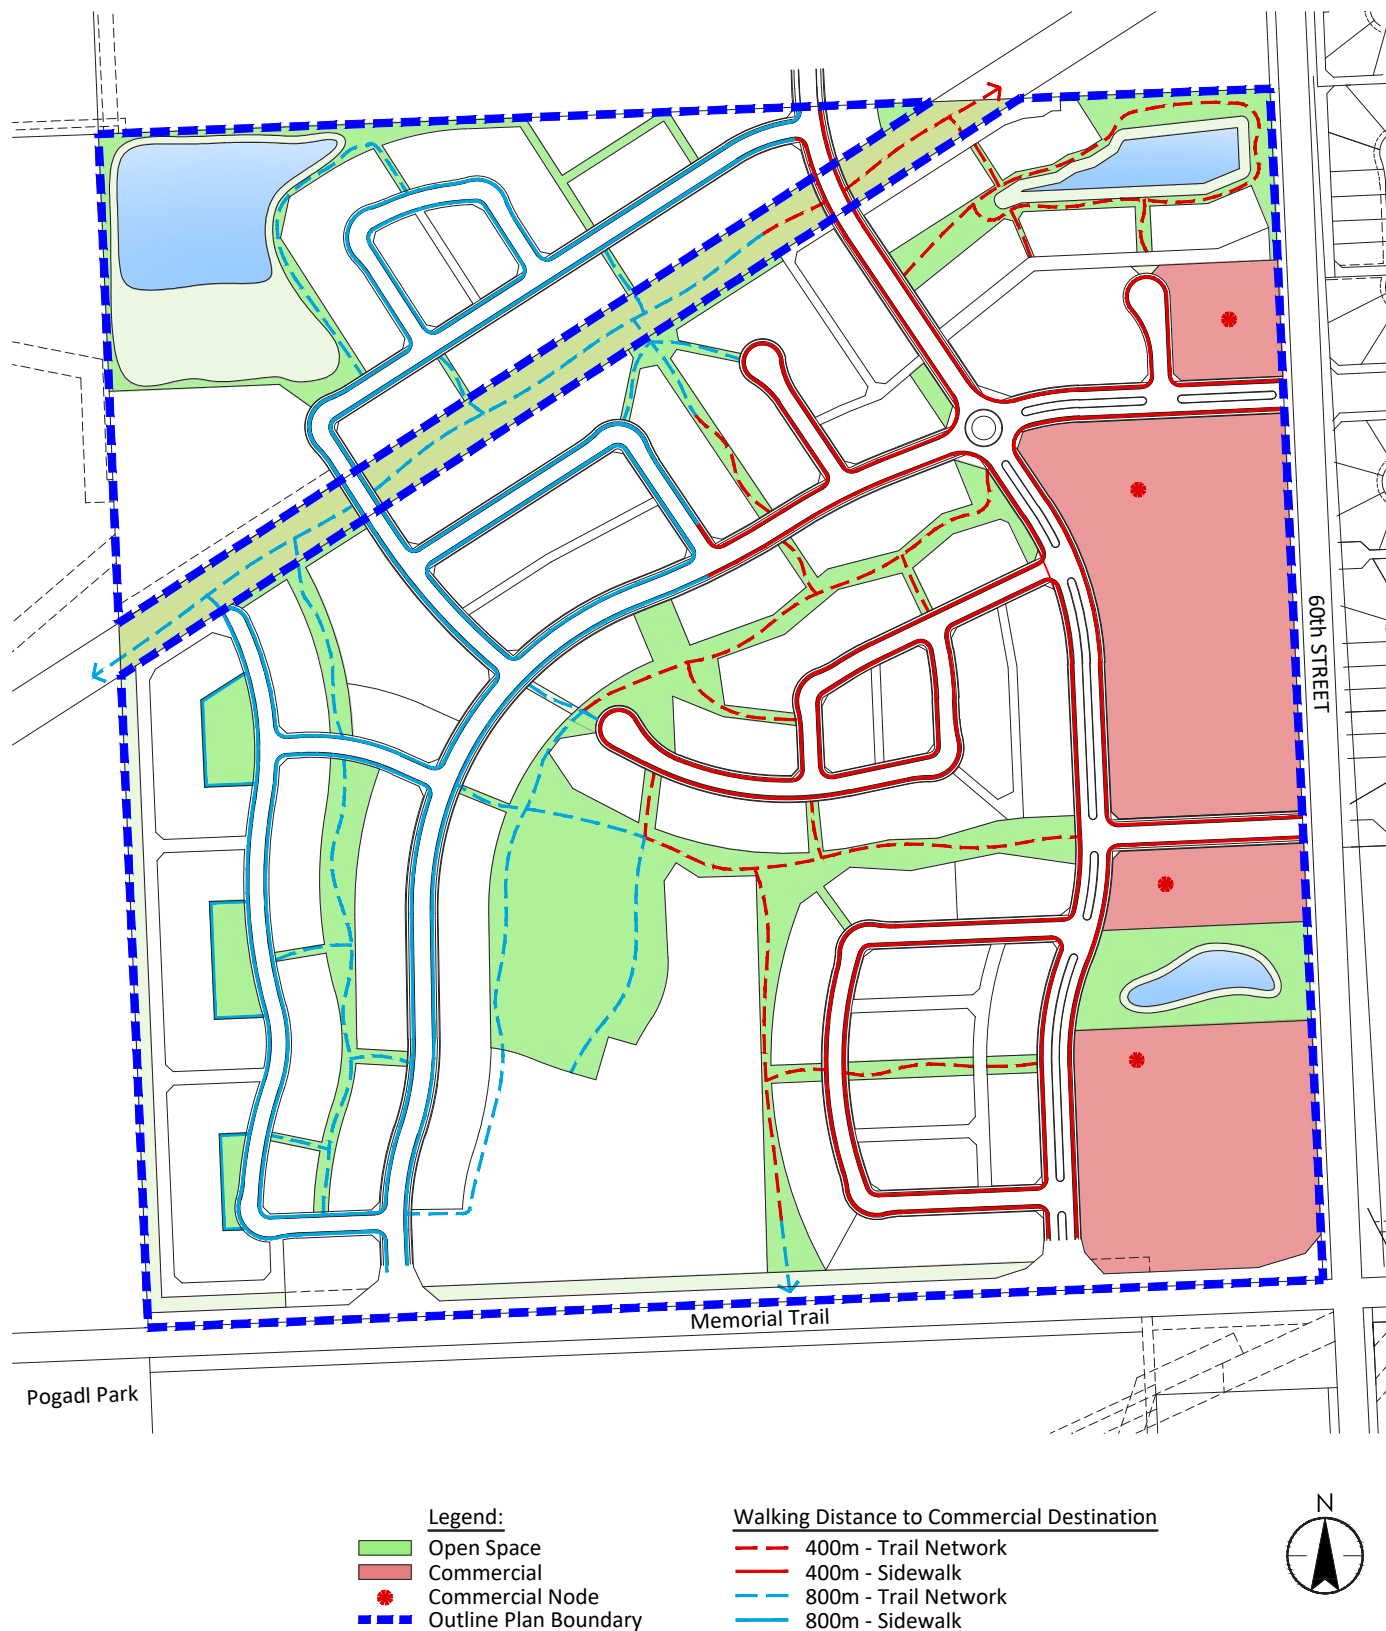 60th STREET
Memorial Trail
Pogadl Park
Legend:
Open Space
Commercial
Commercial Node
Outline Plan Boundary
Walking Distance to Commercial Destination
400m - Trail Network
400m - Sidewalk
800m - Trail Network
800m - Sidewalk
N